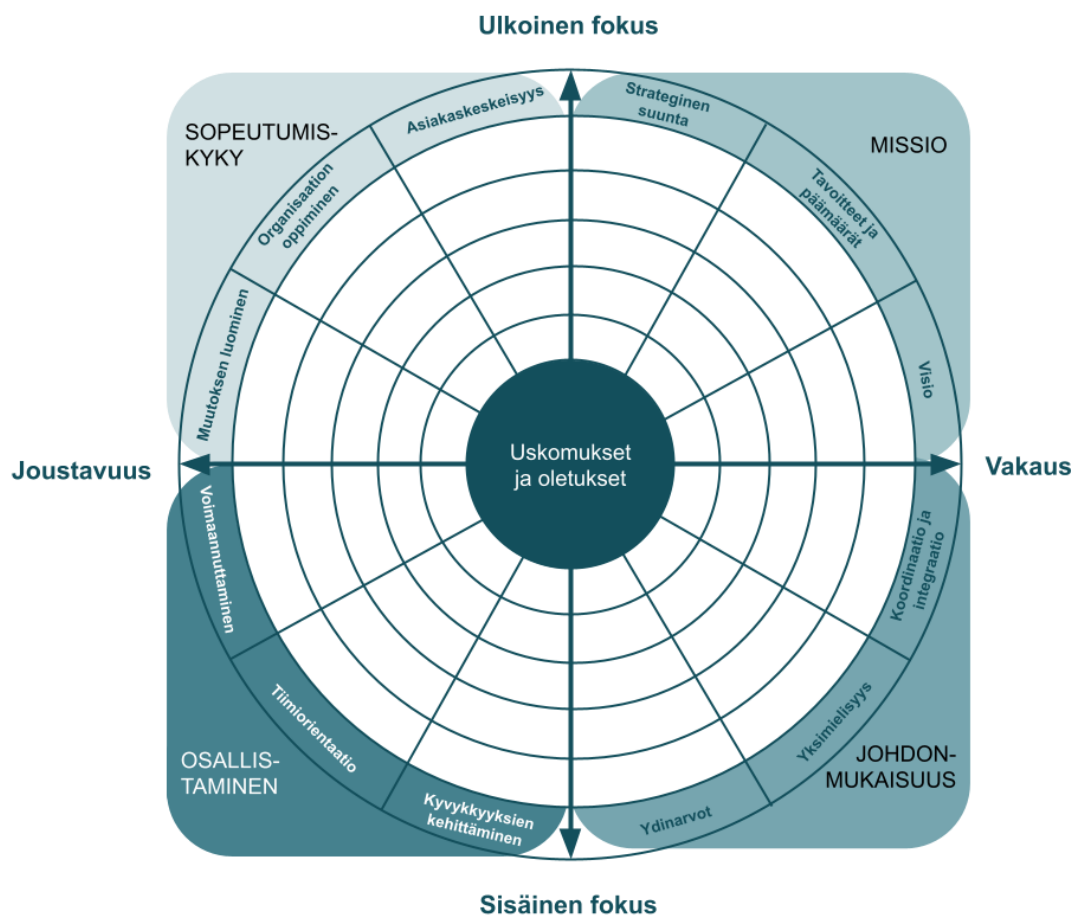 Ulkoinen fokus
SOPEUTUMIS-
KYKY
Asiakaskeskeisyys
Organisaation
oppiminen
Muutoksen luominen
MISSIO
Strateginen
suunta
Tavoitteet ja
päämäärät
Visio
Joustavuus
Uskomukset
ja oletukset
Vakaus
Voimaannuttaminen
Tiimiorientaatio
Kyvykkyyksien
kehittäminen
OSALLIS-
TAMINEN
Koordinaatio ja
integraatio
Yksimielisyys
Ydinarvot
JOHDON-
MUKAISUUS
Sisäinen fokus